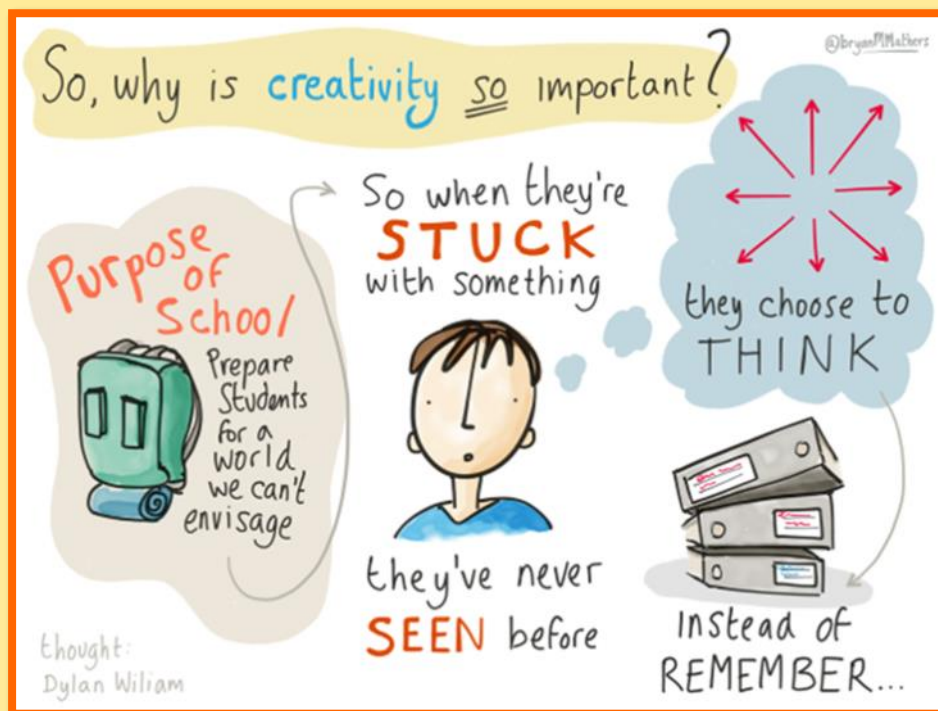 @bryanMMathers
So, why is creativity so important?
Purpose
of
School
Prepare
Students
for a
world
we can't
envisage
So when they're
STUCK
with something
they've never
SEEN before
they choose to
THINK
instead of
REMEMBER...
thought:
Dylan Wiliam